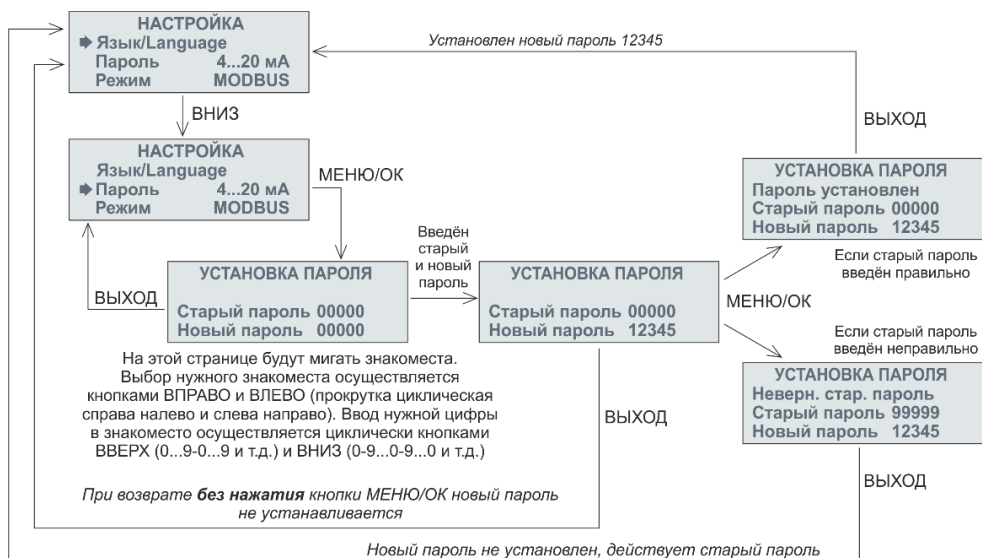 НАСТРОЙКА
Язык/Language
Пароль 4...20 мА
Режим MODBUS
Установлен новый пароль 12345
ВНИЗ
ВЫХОД
НАСТРОЙКА
Язык/Language
Пароль 4...20 мА
Режим MODBUS
МЕНЮ/ОК
УСТАНОВКА ПАРОЛЯ
Пароль установлен
Старый пароль 00000
Новый пароль 12345
Если старый пароль
введён правильно
Введён
старый
и новый
пароль
ВЫХОД
УСТАНОВКА ПАРОЛЯ
Старый пароль 00000
Новый пароль 00000
УСТАНОВКА ПАРОЛЯ
Старый пароль 00000
Новый пароль 12345
МЕНЮ/ОК
Если старый пароль
введён неправильно
На этой странице будут мигать знакоместа.
Выбор нужного знакоместа осуществляется
кнопками ВПРАВО и ВЛЕВО (прокрутка циклическая
справа налево и слева направо). Ввод нужной цифры
в знакоместо осуществляется циклически кнопками
ВВЕРХ (0...9-0...9 и т.д.) и ВНИЗ (0-9...0-9...0 и т.д.)
ВЫХОД
УСТАНОВКА ПАРОЛЯ
Неверн. стар. пароль
Старый пароль 99999
Новый пароль 12345
ВЫХОД
При возврате без нажатия кнопки МЕНЮ/ОК новый пароль
не устанавливается
Новый пароль не установлен, действует старый пароль